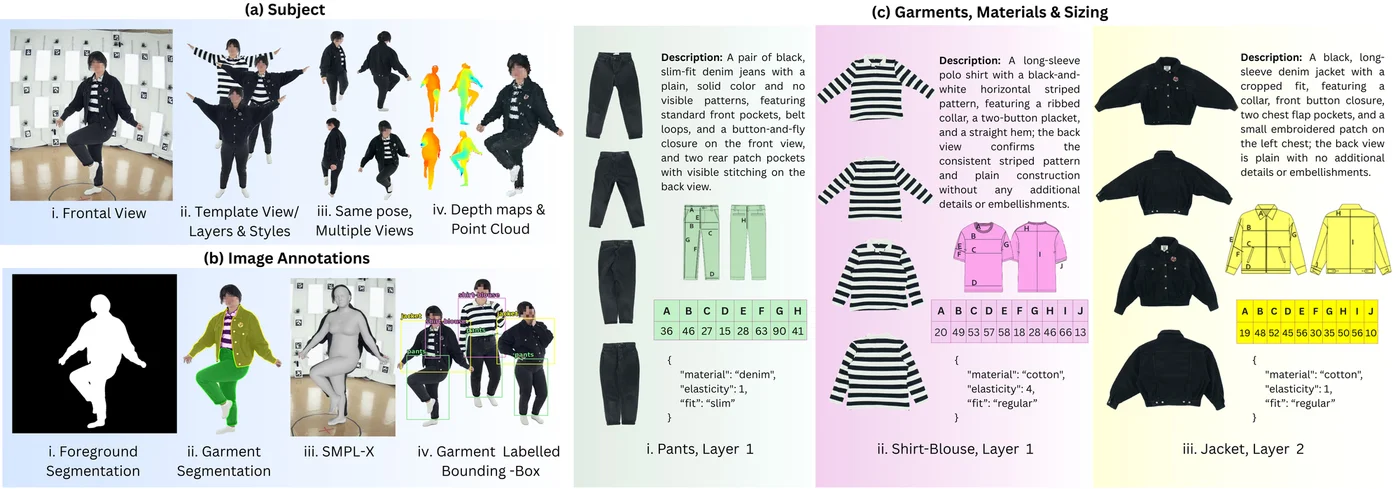 (a) Subject
i. Frontal View
ii. Template View/
Layers & Styles
iii. Same pose,
Multiple Views
iv. Depth maps &
Point Cloud
(b) Image Annotations
shirt-blouse
jacket
shirt-blouse
jacket
pants
pants
pants
i. Foreground
Segmentation
ii. Garment
Segmentation
iii. SMPL-X
iv. Garment Labelled
Bounding -Box
(c) Garments, Materials & Sizing
Description: A pair of black,
slim-fit denim jeans with a
plain, solid color and no
visible patterns, featuring
standard front pockets, belt
loops, and a button-and-fly
closure on the front view,
and two rear patch pockets
with visible stitching on the
back view.
A
E
B
C
G
F
D
H
A B C D E F G H
36 46 27 15 28 63 90 41
{
"material": “denim”,
"elasticity": 1,
“fit”: “slim”
}
i. Pants, Layer 1
Description: A long-sleeve
polo shirt with a black-and-
white horizontal striped
pattern, featuring a ribbed
collar, a two-button placket,
and a straight hem; the back
view confirms the
consistent striped pattern
and plain construction
without any additional
details or embellishments.
A
B
E
C
F
G
D
H
I
J
A B C D E F G H I J
20 49 53 57 58 18 28 46 66 13
{
"material": “cotton”,
"elasticity": 4,
“fit”: “regular”
}
ii. Shirt-Blouse, Layer 1
Description: A black, long-
sleeve denim jacket with a
cropped fit, featuring a
collar, front button closure,
two chest flap pockets, and a
small embroidered patch on
the left chest; the back view
is plain with no additional
details or embellishments.
A
B
G
E
C
F
D
H
I
J
A B C D E F G H I J
19 48 52 45 56 30 35 50 56 10
{
"material": “cotton”,
"elasticity": 1,
“fit”: “regular”
}
iii. Jacket, Layer 2